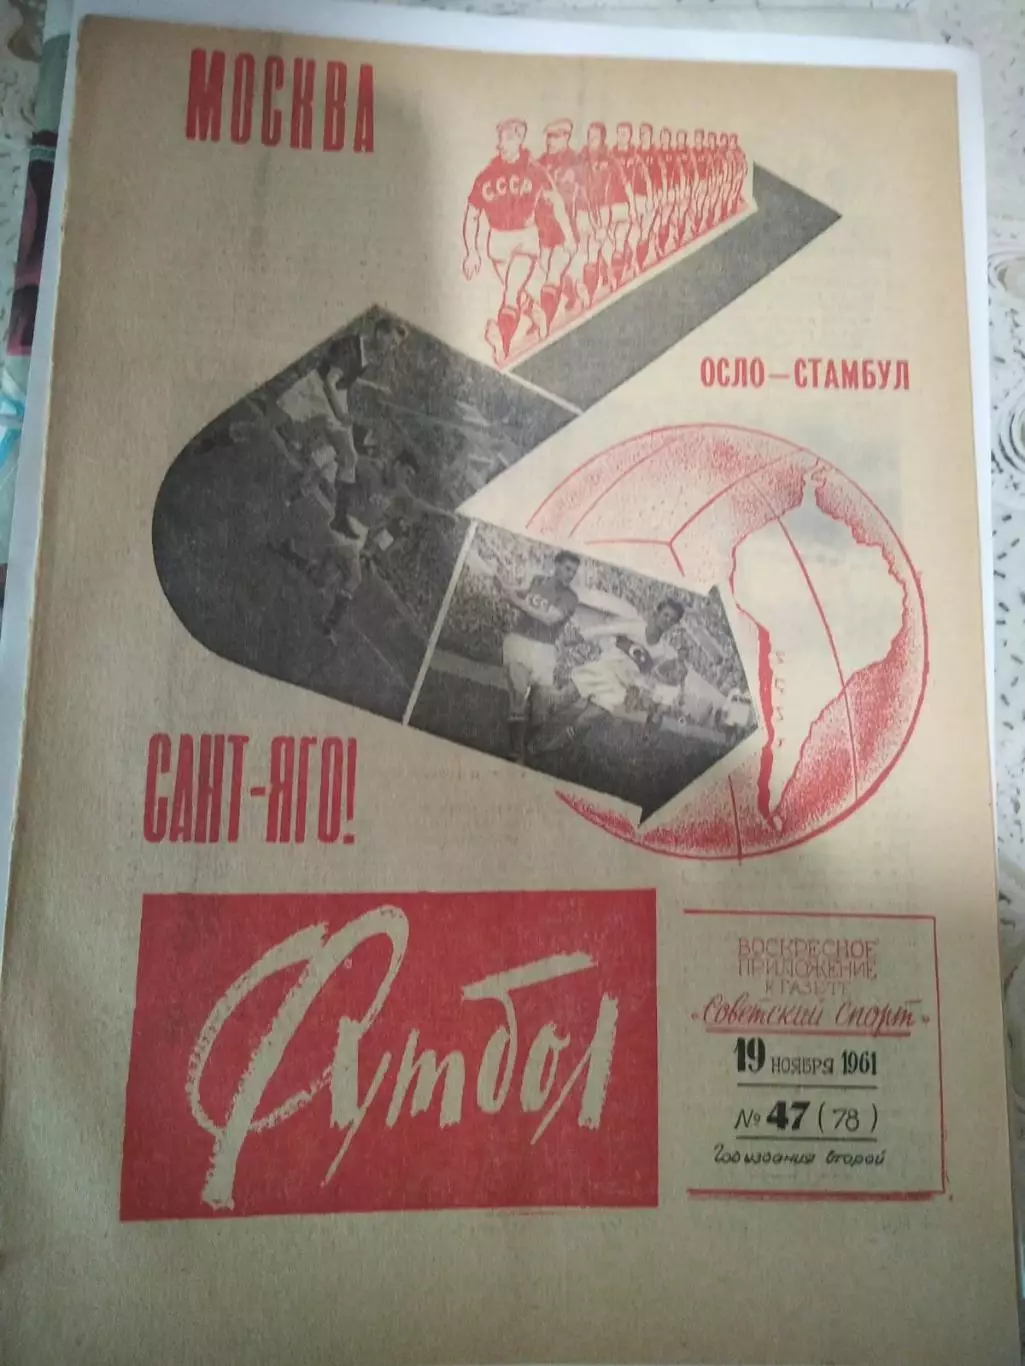 МОСКВА
СССР
ОСЛО — СТАМБУЛ
СССР
САНТ-ЯГО!
Футбол
ВОСКРЕСНОЕ
ПРИЛОЖЕНИЕ
К ГАЗЕТЕ
„Советский Спорт“
19 НОЯБРЯ 1961
№ 47 (78)
Год издания второй